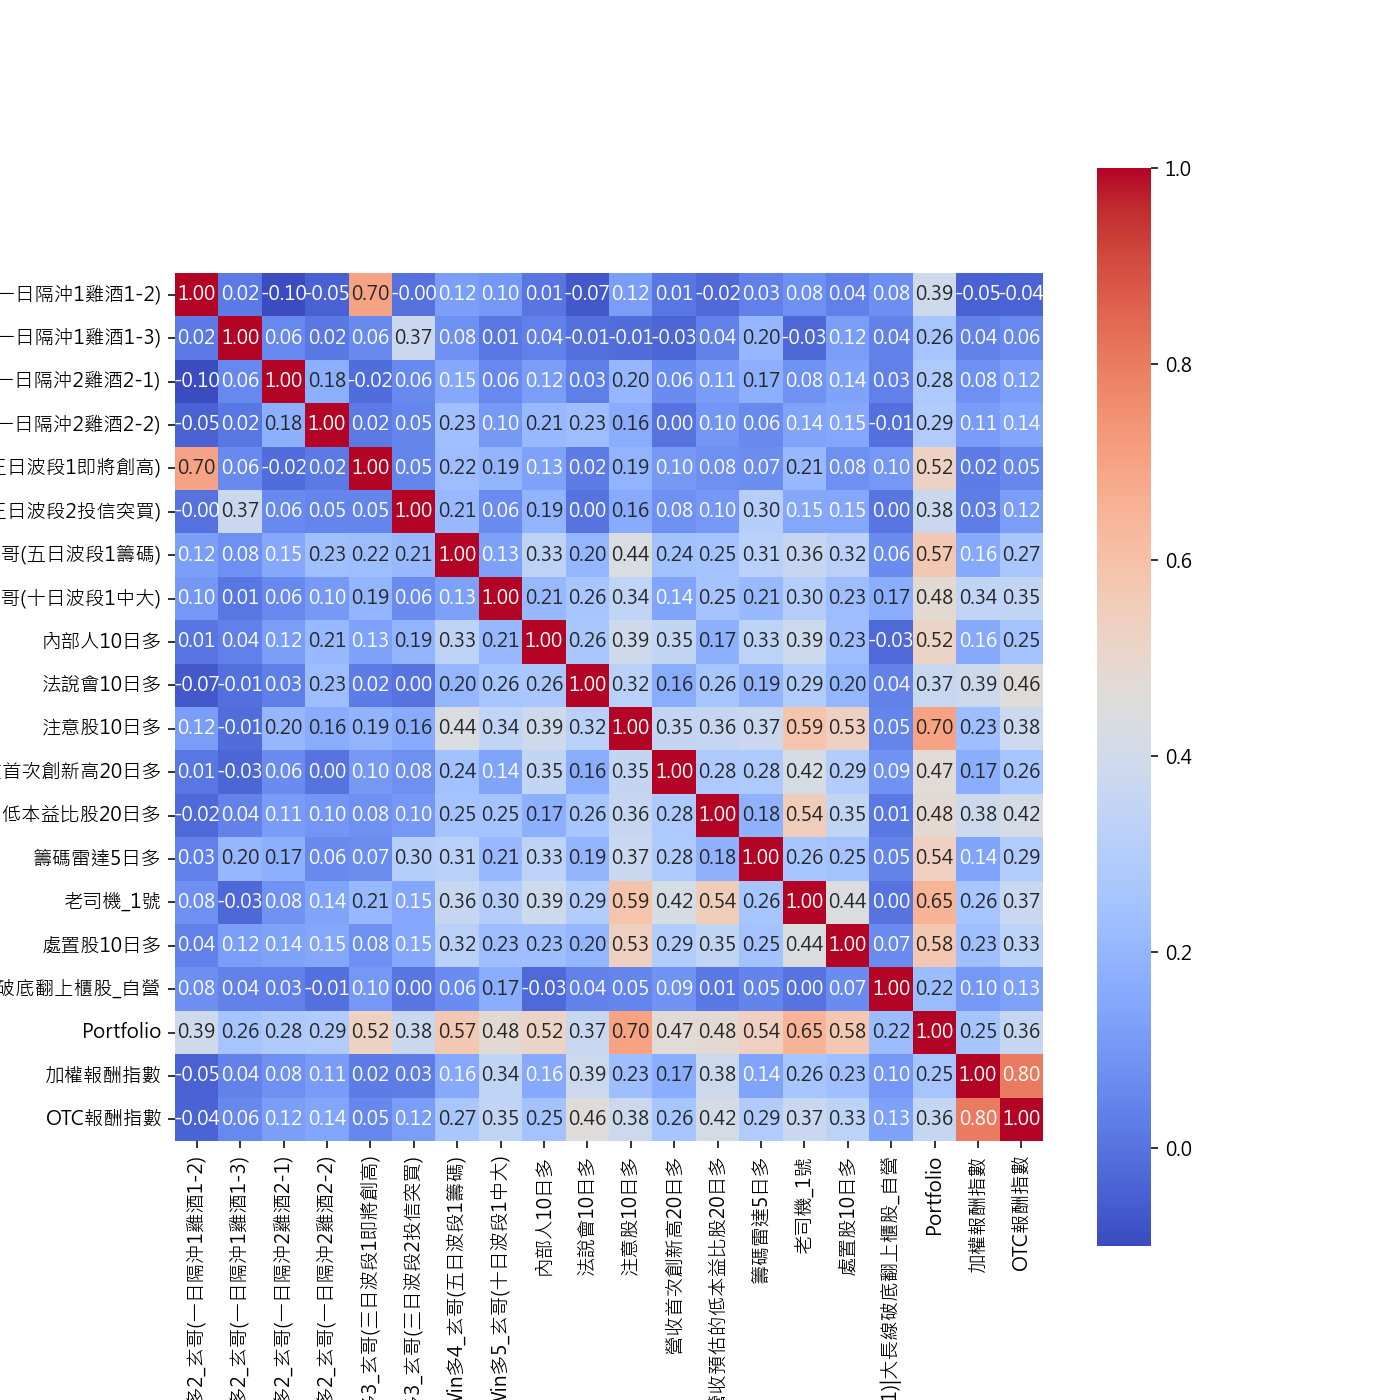 1.0
一日隔沖1雞酒1-2) 1.00 0.02 -0.10 -0.05 0.70 -0.00 0.12 0.10 0.01 -0.07 0.12 0.01 -0.02 0.03 0.08 0.04 0.08 0.39 -0.05 -0.04
一日隔沖1雞酒1-3) 0.02 1.00 0.06 0.02 0.06 0.37 0.08 0.01 0.04 -0.01 -0.01 -0.03 0.04 0.20 -0.03 0.12 0.04 0.26 0.04 0.06
0.8
一日隔沖2雞酒2-1) -0.10 0.06 1.00 0.18 -0.02 0.06 0.15 0.06 0.12 0.03 0.20 0.06 0.11 0.17 0.08 0.14 0.03 0.28 0.08 0.12
一日隔沖2雞酒2-2) -0.05 0.02 0.18 1.00 0.02 0.05 0.23 0.10 0.21 0.23 0.16 0.00 0.10 0.06 0.14 0.15 -0.01 0.29 0.11 0.14
三日波段1即將創高) 0.70 0.06 -0.02 0.02 1.00 0.05 0.22 0.19 0.13 0.02 0.19 0.10 0.08 0.07 0.21 0.08 0.10 0.52 0.02 0.05
三日波段2投信突買) -0.00 0.37 0.06 0.05 0.05 1.00 0.21 0.06 0.19 0.00 0.16 0.08 0.10 0.30 0.15 0.15 0.00 0.38 0.03 0.12
哥(五日波段1籌碼) 0.12 0.08 0.15 0.23 0.22 0.21 1.00 0.13 0.33 0.20 0.44 0.24 0.25 0.31 0.36 0.32 0.06 0.57 0.16 0.27
0.6
哥(十日波段1中大) 0.10 0.01 0.06 0.10 0.19 0.06 0.13 1.00 0.21 0.26 0.34 0.14 0.25 0.21 0.30 0.23 0.17 0.48 0.34 0.35
內部人10日多 0.01 0.04 0.12 0.21 0.13 0.19 0.33 0.21 1.00 0.26 0.39 0.35 0.17 0.33 0.39 0.23 -0.03 0.52 0.16 0.25
法說會10日多 -0.07 -0.01 0.03 0.23 0.02 0.00 0.20 0.26 0.26 1.00 0.32 0.16 0.26 0.19 0.29 0.20 0.04 0.37 0.39 0.46
注意股10日多 0.12 -0.01 0.20 0.16 0.19 0.16 0.44 0.34 0.39 0.32 1.00 0.35 0.36 0.37 0.59 0.53 0.05 0.70 0.23 0.38
0.4
首次創新高20日多 0.01 -0.03 0.06 0.00 0.10 0.08 0.24 0.14 0.35 0.16 0.35 1.00 0.28 0.28 0.42 0.29 0.09 0.47 0.17 0.26
低本益比股20日多 -0.02 0.04 0.11 0.10 0.08 0.10 0.25 0.25 0.17 0.26 0.36 0.28 1.00 0.18 0.54 0.35 0.01 0.48 0.38 0.42
籌碼雷達5日多 0.03 0.20 0.17 0.06 0.07 0.30 0.31 0.21 0.33 0.19 0.37 0.28 0.18 1.00 0.26 0.25 0.05 0.54 0.14 0.29
老司機_1號 0.08 -0.03 0.08 0.14 0.21 0.15 0.36 0.30 0.39 0.29 0.59 0.42 0.54 0.26 1.00 0.44 0.00 0.65 0.26 0.37
處置股10日多 0.04 0.12 0.14 0.15 0.08 0.15 0.32 0.23 0.23 0.20 0.53 0.29 0.35 0.25 0.44 1.00 0.07 0.58 0.23 0.33
0.2
破底翻上櫃股_自營 0.08 0.04 0.03 -0.01 0.10 0.00 0.06 0.17 -0.03 0.04 0.05 0.09 0.01 0.05 0.00 0.07 1.00 0.22 0.10 0.13
Portfolio 0.39 0.26 0.28 0.29 0.52 0.38 0.57 0.48 0.52 0.37 0.70 0.47 0.48 0.54 0.65 0.58 0.22 1.00 0.25 0.36
加權報酬指數 -0.05 0.04 0.08 0.11 0.02 0.03 0.16 0.34 0.16 0.39 0.23 0.17 0.38 0.14 0.26 0.23 0.10 0.25 1.00 0.80
OTC報酬指數 -0.04 0.06 0.12 0.14 0.05 0.12 0.27 0.35 0.25 0.46 0.38 0.26 0.42 0.29 0.37 0.33 0.13 0.36 0.80 1.00
0.0
多2_玄哥(一日隔沖1雞酒1-2)
多2_玄哥(一日隔沖1雞酒1-3)
多2_玄哥(一日隔沖2雞酒2-1)
多2_玄哥(一日隔沖2雞酒2-2)
3_玄哥(三日波段1即將創高)
3_玄哥(三日波段2投信突買)
Win多4_玄哥(五日波段1籌碼)
Win多5_玄哥(十日波段1中大)
內部人10日多
法說會10日多
注意股10日多
營收首次創新高20日多
營收預估的低本益比股20日多
籌碼雷達5日多
老司機_1號
處置股10日多
1)|大長線破底翻上櫃股_自營
Portfolio
加權報酬指數
OTC報酬指數